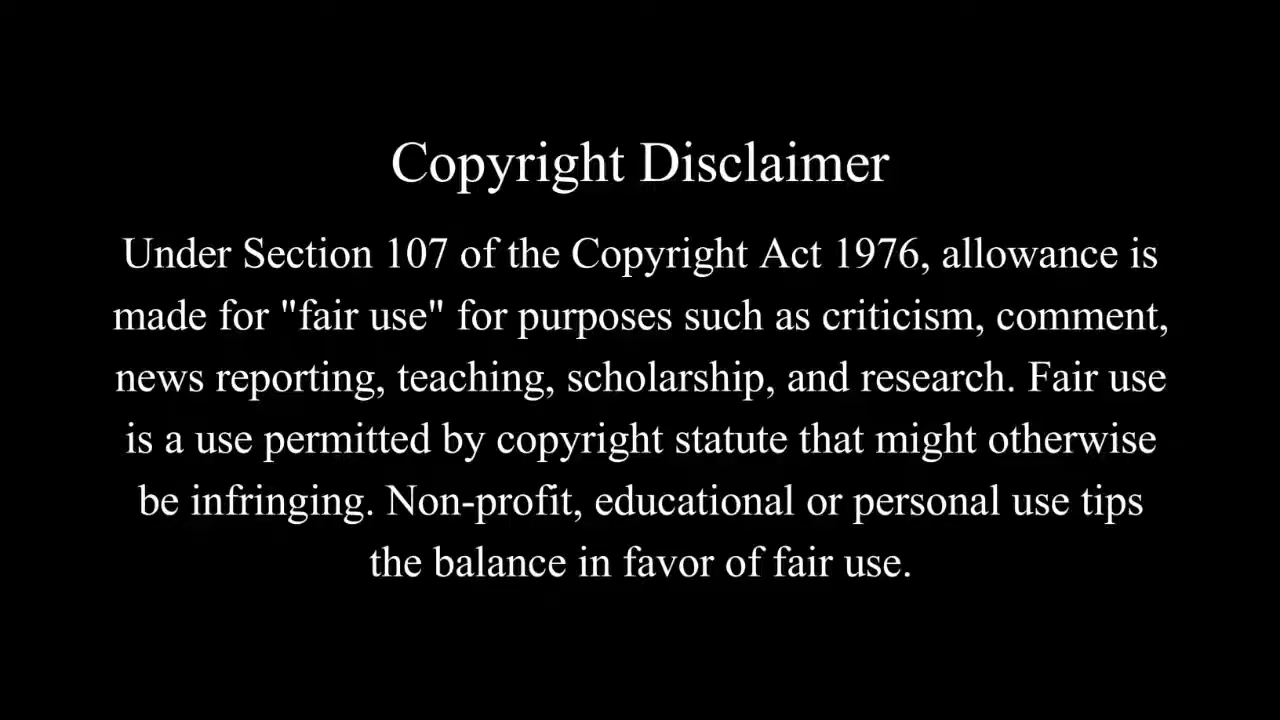 Copyright Disclaimer
Under Section 107 of the Copyright Act 1976, allowance is
made for "fair use" for purposes such as criticism, comment,
news reporting, teaching, scholarship, and research. Fair use
is a use permitted by copyright statute that might otherwise
be infringing. Non-profit, educational or personal use tips
the balance in favor of fair use.